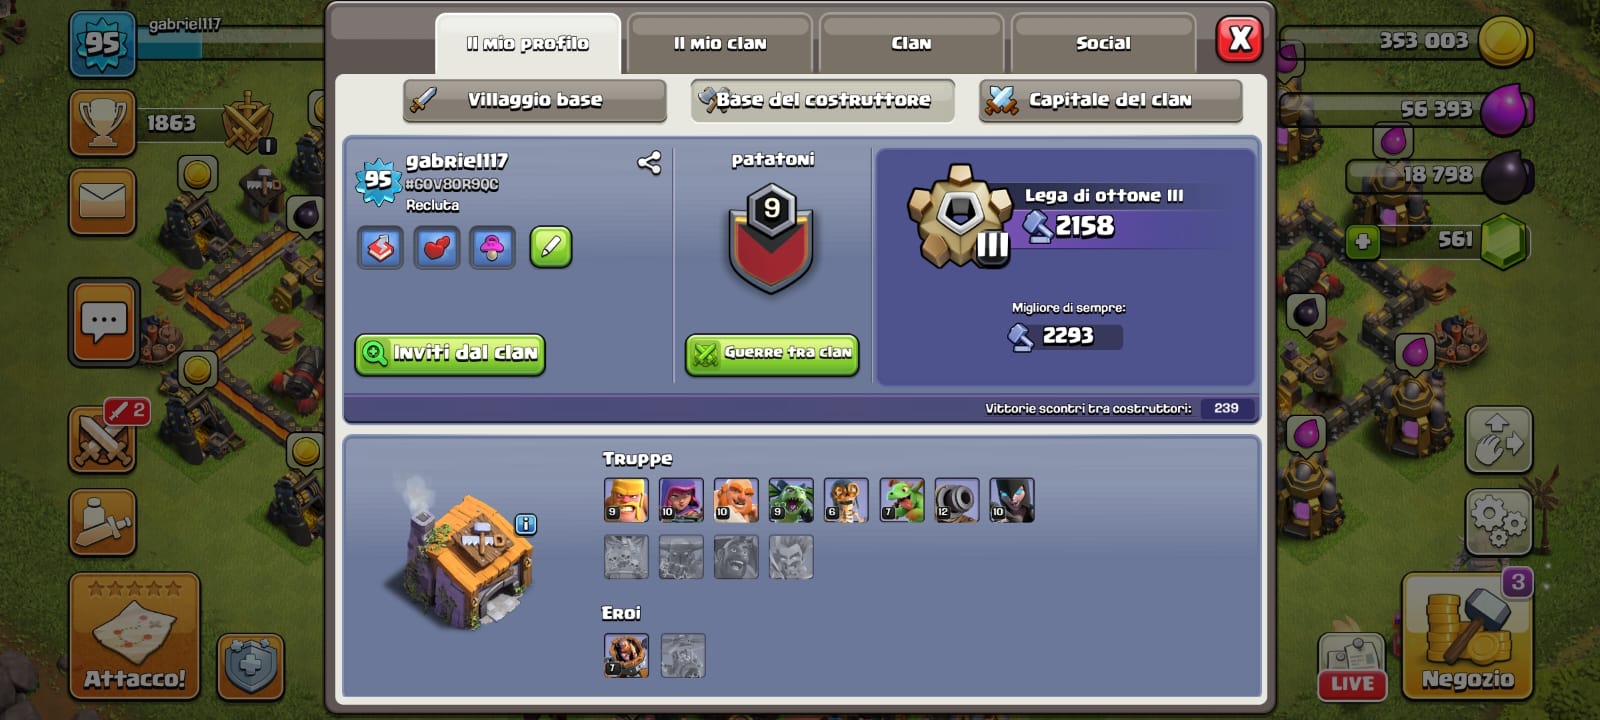 95
gabriel117
1863
I
2
Attacco!
Il mio profilo
Il mio clan
Clan
Social
X
Villaggio base
Base del costruttore
Capitale del clan
95
gabriel117
#G0V80R9QC
Recluta
Inviti dal clan
patatoni
9
Guerre tra clan
Lega di ottone III
III
2158
Migliore di sempre:
2293
Vittorie scontri tra costruttori: 239
Truppe
9 10 10 9 6 7 12 10
Eroi
7
353 003
56 393
18 798
561
3
LIVE
Negozio